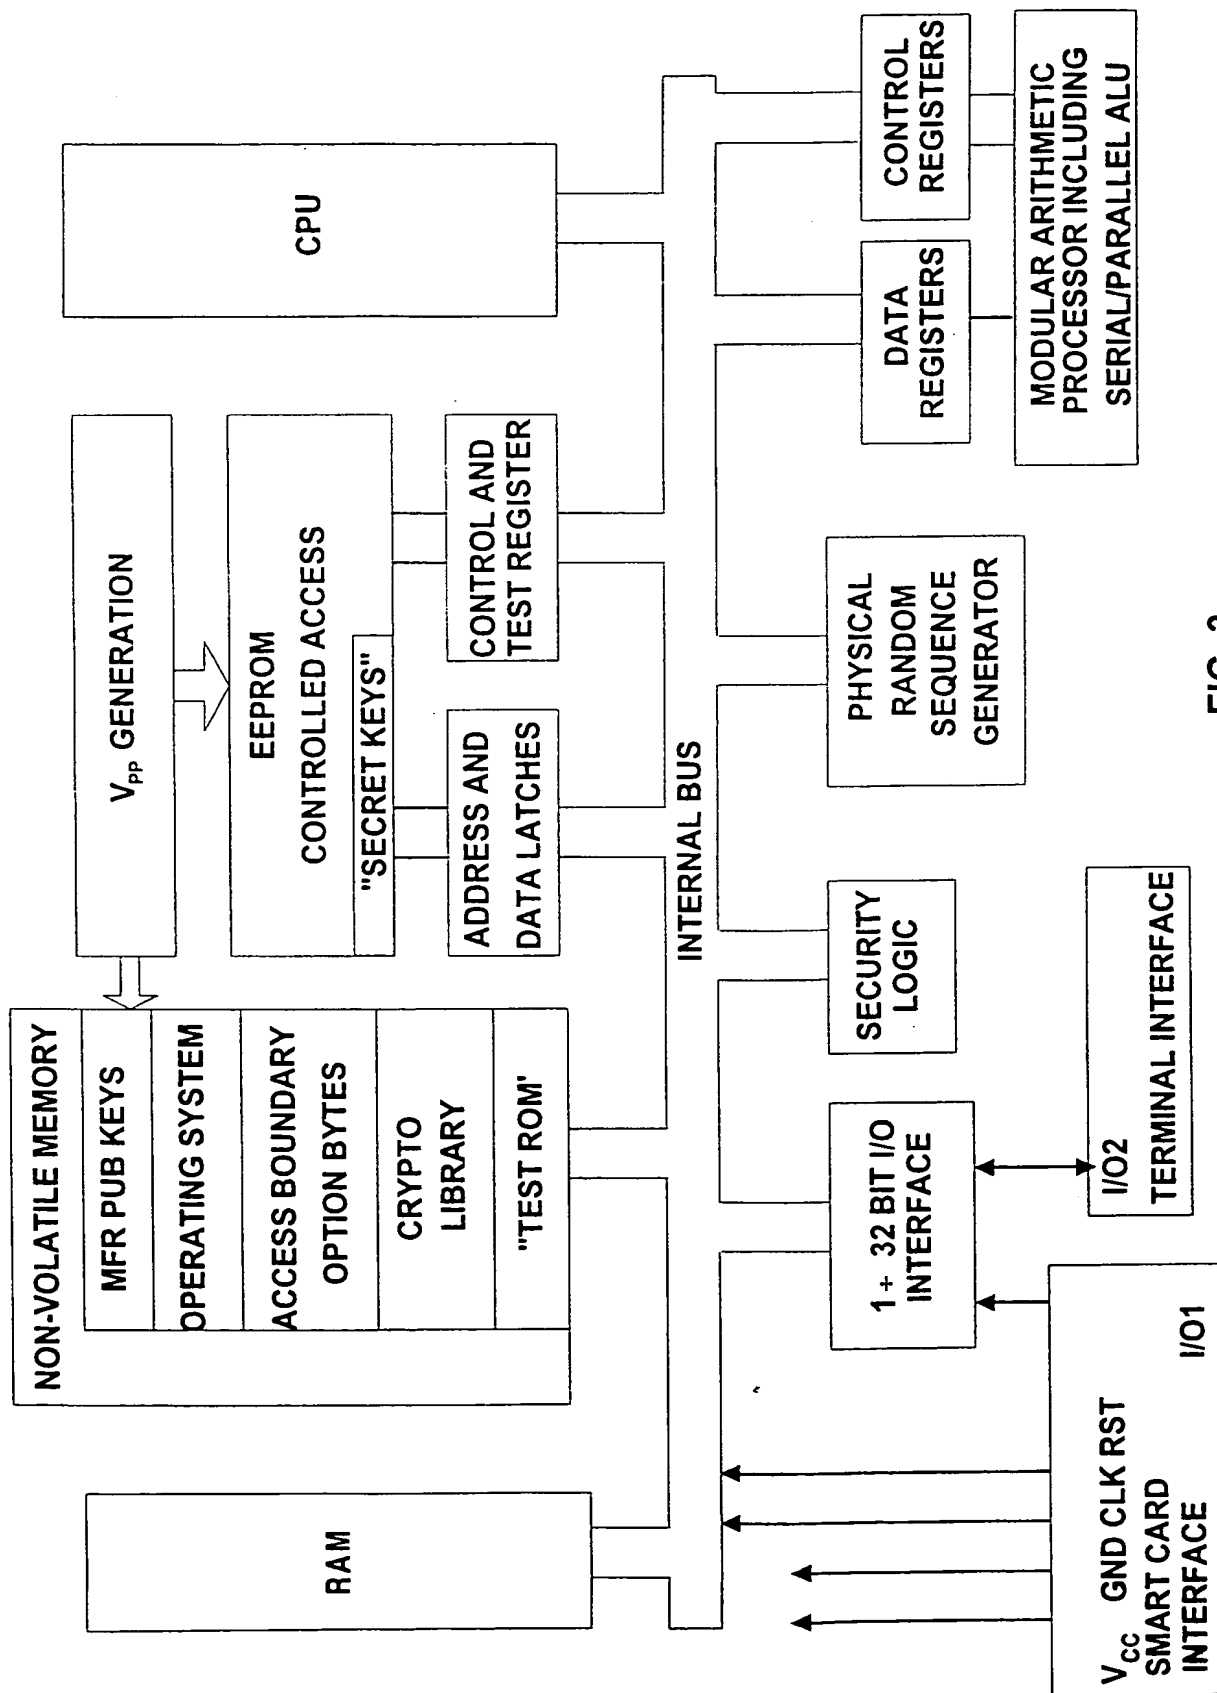 RAM
NON-VOLATILE MEMORY
MFR PUB KEYS
OPERATING SYSTEM
ACCESS BOUNDARY
OPTION BYTES
CRYPTO
LIBRARY
"TEST ROM'
VPP GENERATION
EEPROM
CONTROLLED ACCESS
"SECRET KEYS"
ADDRESS AND
DATA LATCHES
CONTROL AND
TEST REGISTER
CPU
INTERNAL BUS
VCC GND CLK RST
I/O1
SMART CARD
INTERFACE
1 ÷ 32 BIT I/O
INTERFACE
I/O2
TERMINAL INTERFACE
SECURITY
LOGIC
PHYSICAL
RANDOM
SEQUENCE
GENERATOR
DATA
REGISTERS
CONTROL
REGISTERS
MODULAR ARITHMETIC
PROCESSOR INCLUDING
SERIAL/PARALLEL ALU